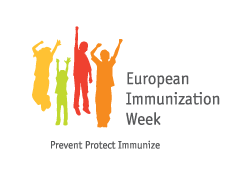 European
Immunization
Week
Prevent Protect Immunize